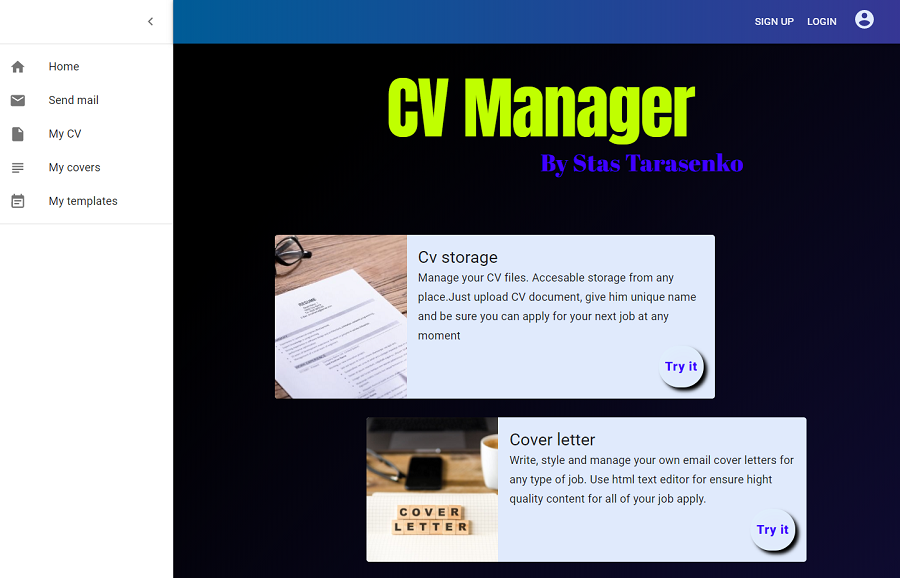 SIGN UP LOGIN
Home
Send mail
My CV
My covers
My templates
CV Manager
By Stas Tarasenko
RESUME
Cv storage
Manage your CV files. Accesable storage from any
place.Just upload CV document, give him unique name
and be sure you can apply for your next job at any
moment
Try it
COVER
LETTER
Cover letter
Write, style and manage your own email cover letters for
any type of job. Use html text editor for ensure hight
quality content for all of your job apply.
Try it